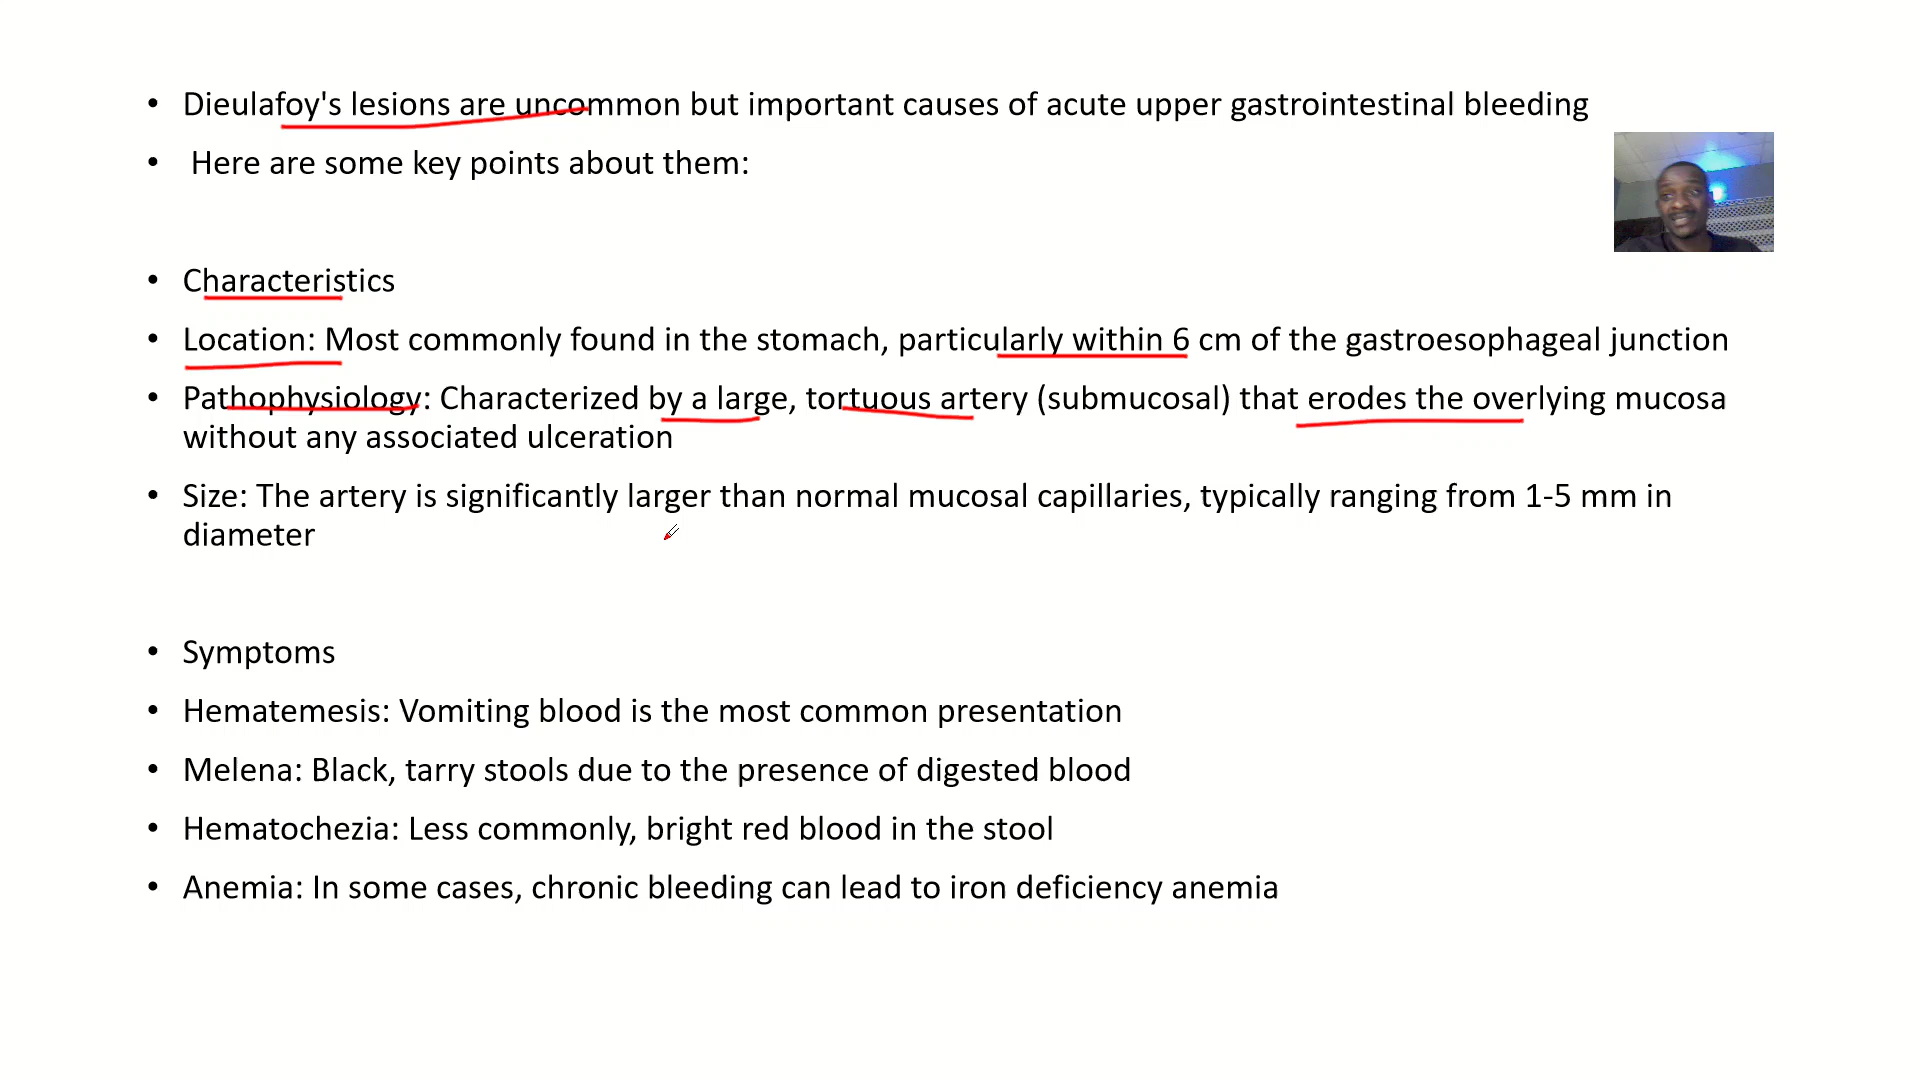 • Dieulafoy's lesions are uncommon but important causes of acute upper gastrointestinal bleeding
• Here are some key points about them:
• Characteristics
• Location: Most commonly found in the stomach, particularly within 6 cm of the gastroesophageal junction
• Pathophysiology: Characterized by a large, tortuous artery (submucosal) that erodes the overlying mucosa
without any associated ulceration
• Size: The artery is significantly larger than normal mucosal capillaries, typically ranging from 1-5 mm in
diameter
• Symptoms
• Hematemesis: Vomiting blood is the most common presentation
• Melena: Black, tarry stools due to the presence of digested blood
• Hematochezia: Less commonly, bright red blood in the stool
• Anemia: In some cases, chronic bleeding can lead to iron deficiency anemia